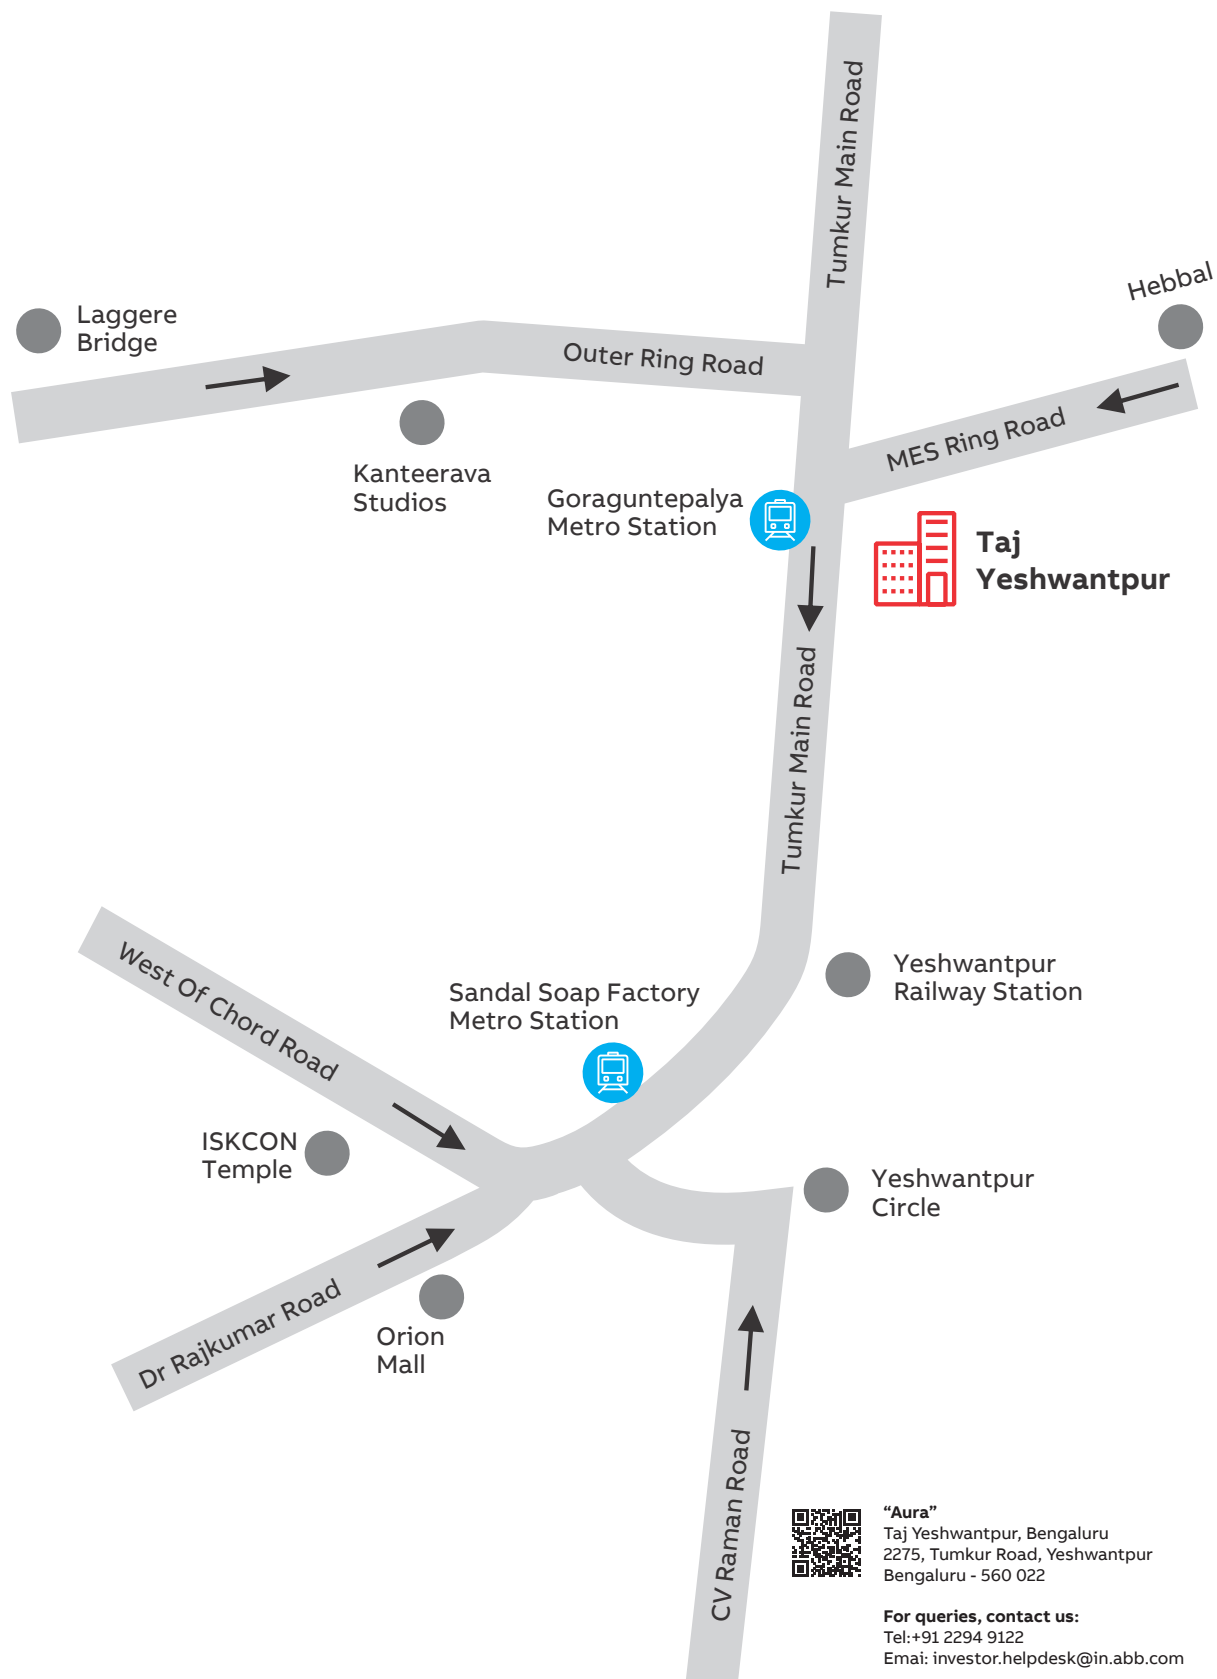 Tumkur Main Road
Hebbal
Laggere
Bridge
Outer Ring Road
MES Ring Road
Kanteerava
Studios
Goraguntepalya
Metro Station
Taj
Yeshwantpur
Tumkur Main Road
West Of Chord Road
Sandal Soap Factory
Metro Station
Yeshwantpur
Railway Station
ISKCON
Temple
Yeshwantpur
Circle
Dr Rajkumar Road
Orion
Mall
CV Raman Road
“Aura”
Taj Yeshwantpur, Bengaluru
2275, Tumkur Road, Yeshwantpur
Bengaluru - 560 022
For queries, contact us:
Tel:+91 2294 9122
Emai: investor.helpdesk@in.abb.com